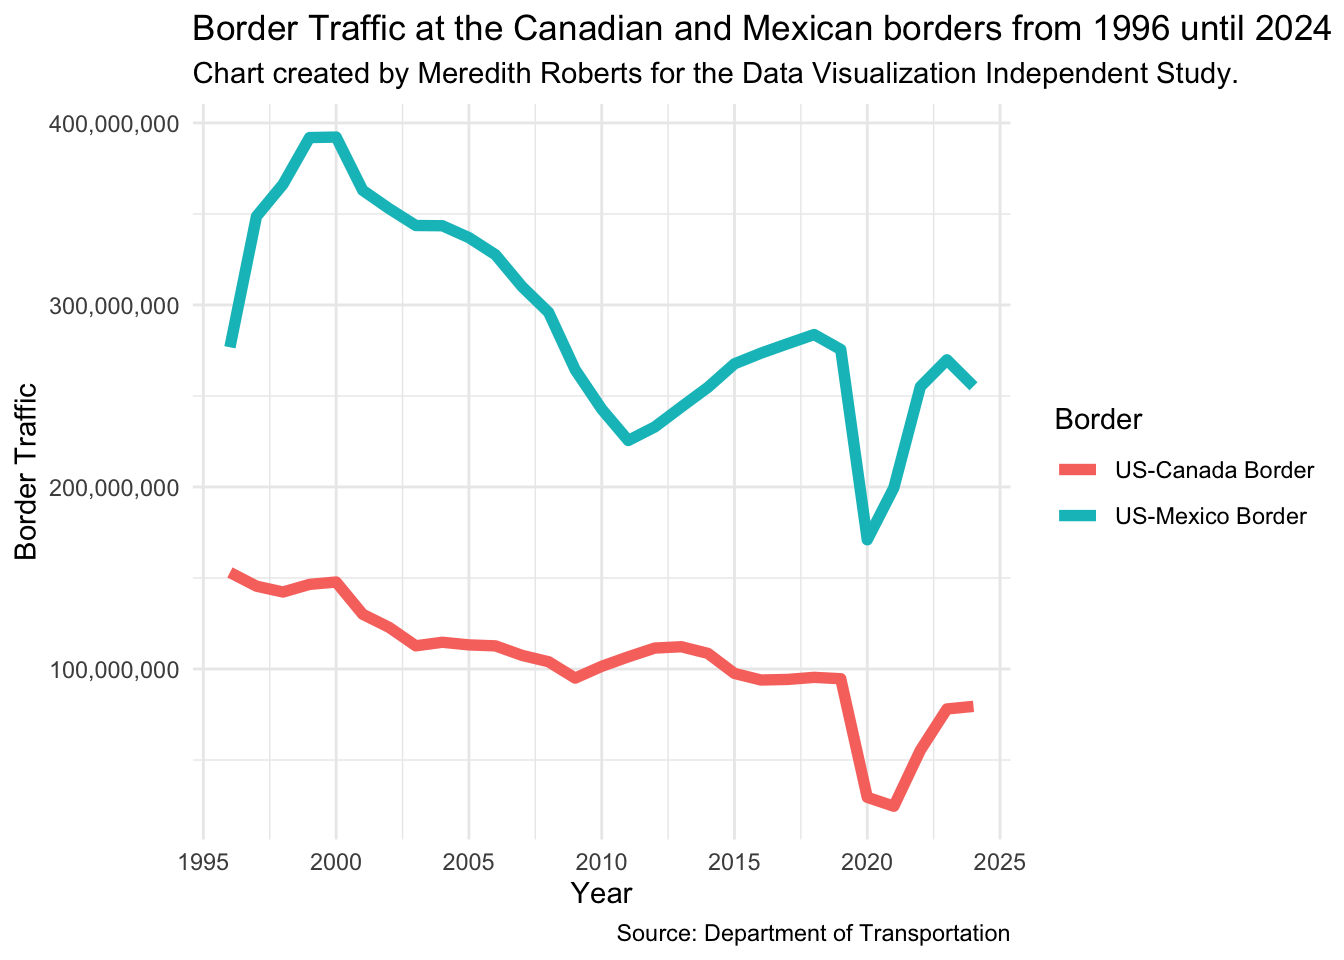 Border Traffic at the Canadian and Mexican borders from 1996 until 2024
Chart created by Meredith Roberts for the Data Visualization Independent Study.
400,000,000
300,000,000
200,000,000
100,000,000
Border Traffic
1995 2000 2005 2010 2015 2020 2025
Year
Border
US-Canada Border
US-Mexico Border
Source: Department of Transportation